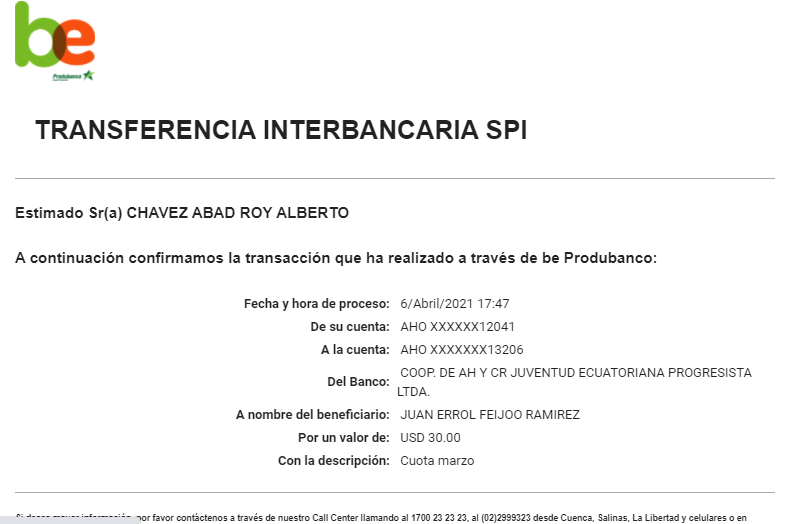 be
Produbanco
TRANSFERENCIA INTERBANCARIA SPI
Estimado Sr(a) CHAVEZ ABAD ROY ALBERTO
A continuación confirmamos la transacción que ha realizado a través de be Produbanco:
Fecha y hora de proceso: 6/Abril/2021 17:47
De su cuenta: AHO XXXXXX12041
A la cuenta: AHO XXXXXXX13206
Del Banco: COOP. DE AH Y CR JUVENTUD ECUATORIANA PROGRESISTA
LTDA.
A nombre del beneficiario: JUAN ERROL FEIJOO RAMIREZ
Por un valor de: USD 30.00
Con la descripción: Cuota marzo
Si desea mayor información, por favor contáctenos a través de nuestro Call Center llamando al 1700 23 23 23, al (02)2999323 desde Cuenca, Salinas, La Libertad y celulares o en